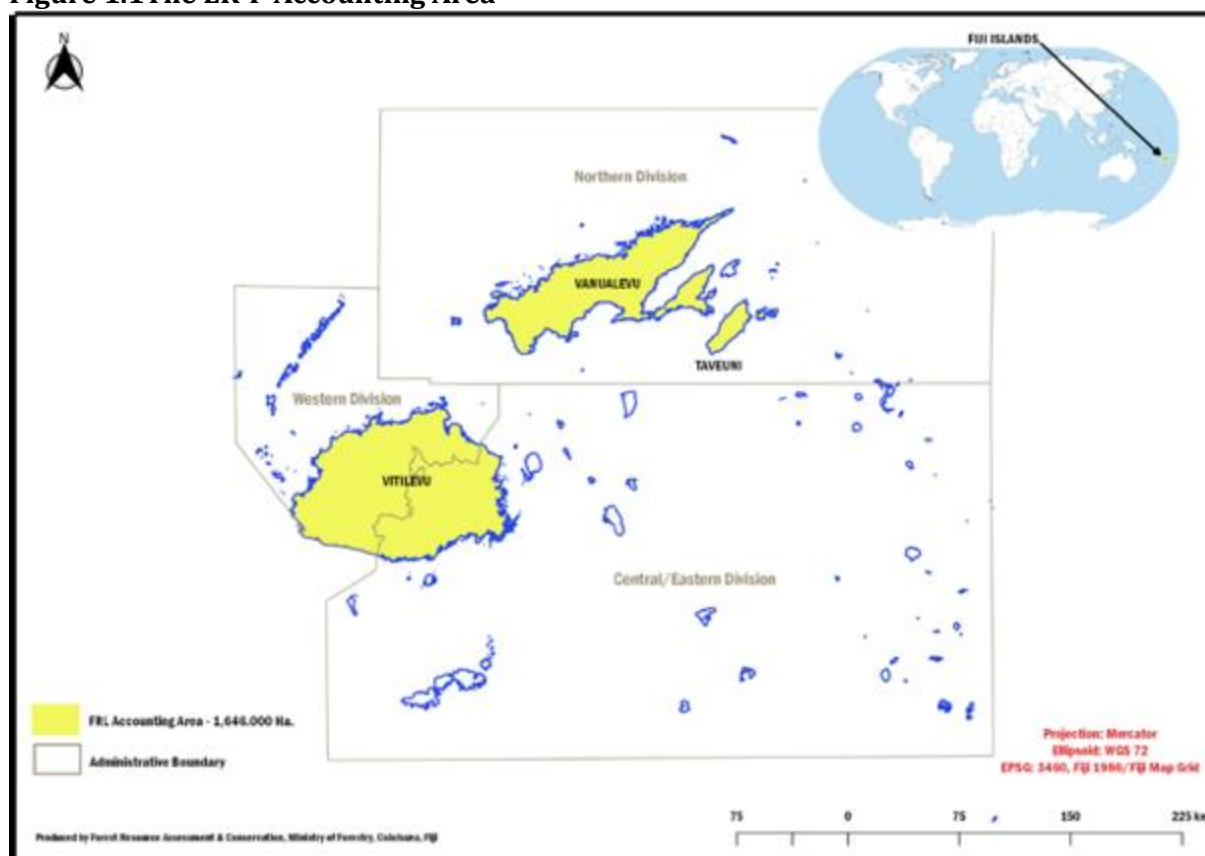 Figure 1.1 The ER-P Accounting Area
N
FIJI ISLANDS
Northern Division
VANUALEVU
TAVEUNI
Western Division
VITILEVU
Central/Eastern Division
FRL Accounting Area - 1,646.000 Ha.
Administrative Boundary
Projection: Mercator
Ellipsoid: WGS 72
EPSG: 3460, Fiji 1986/Fiji Map Grid
Produced by Forest Resource Assessment & Conservation, Ministry of Forestry, Coloisuva, Fiji
75 0 75 150 225 km